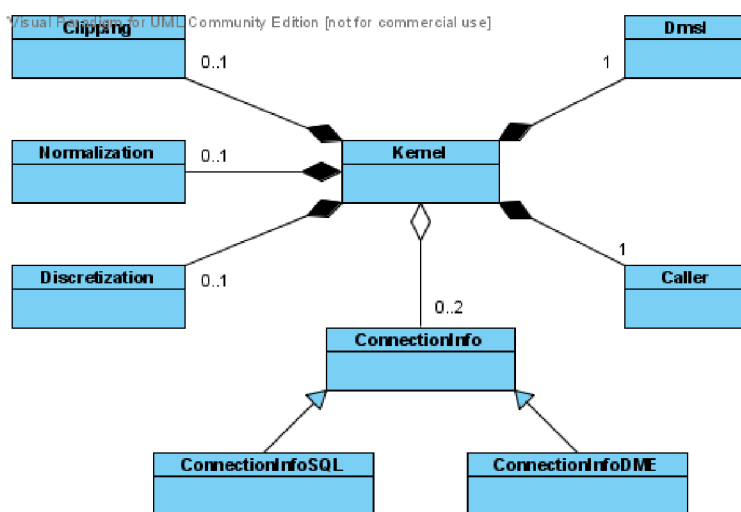 Visual Paradigm for UML Community Edition [not for commercial use]
Clipping
Dmsl
0..1
1
Normalization
0..1
Kernel
Discretization
0..1
1
Caller
0..2
ConnectionInfo
ConnectionInfoSQL
ConnectionInfoDME